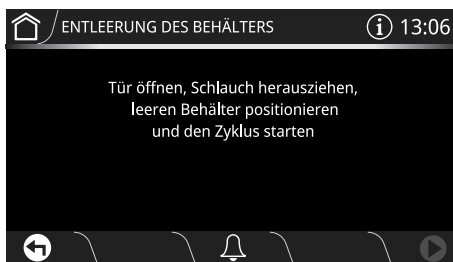 ENTLEERUNG DES BEHÄLTERS
i 13:06
Tür öffnen, Schlauch herausziehen,
leeren Behälter positionieren
und den Zyklus starten